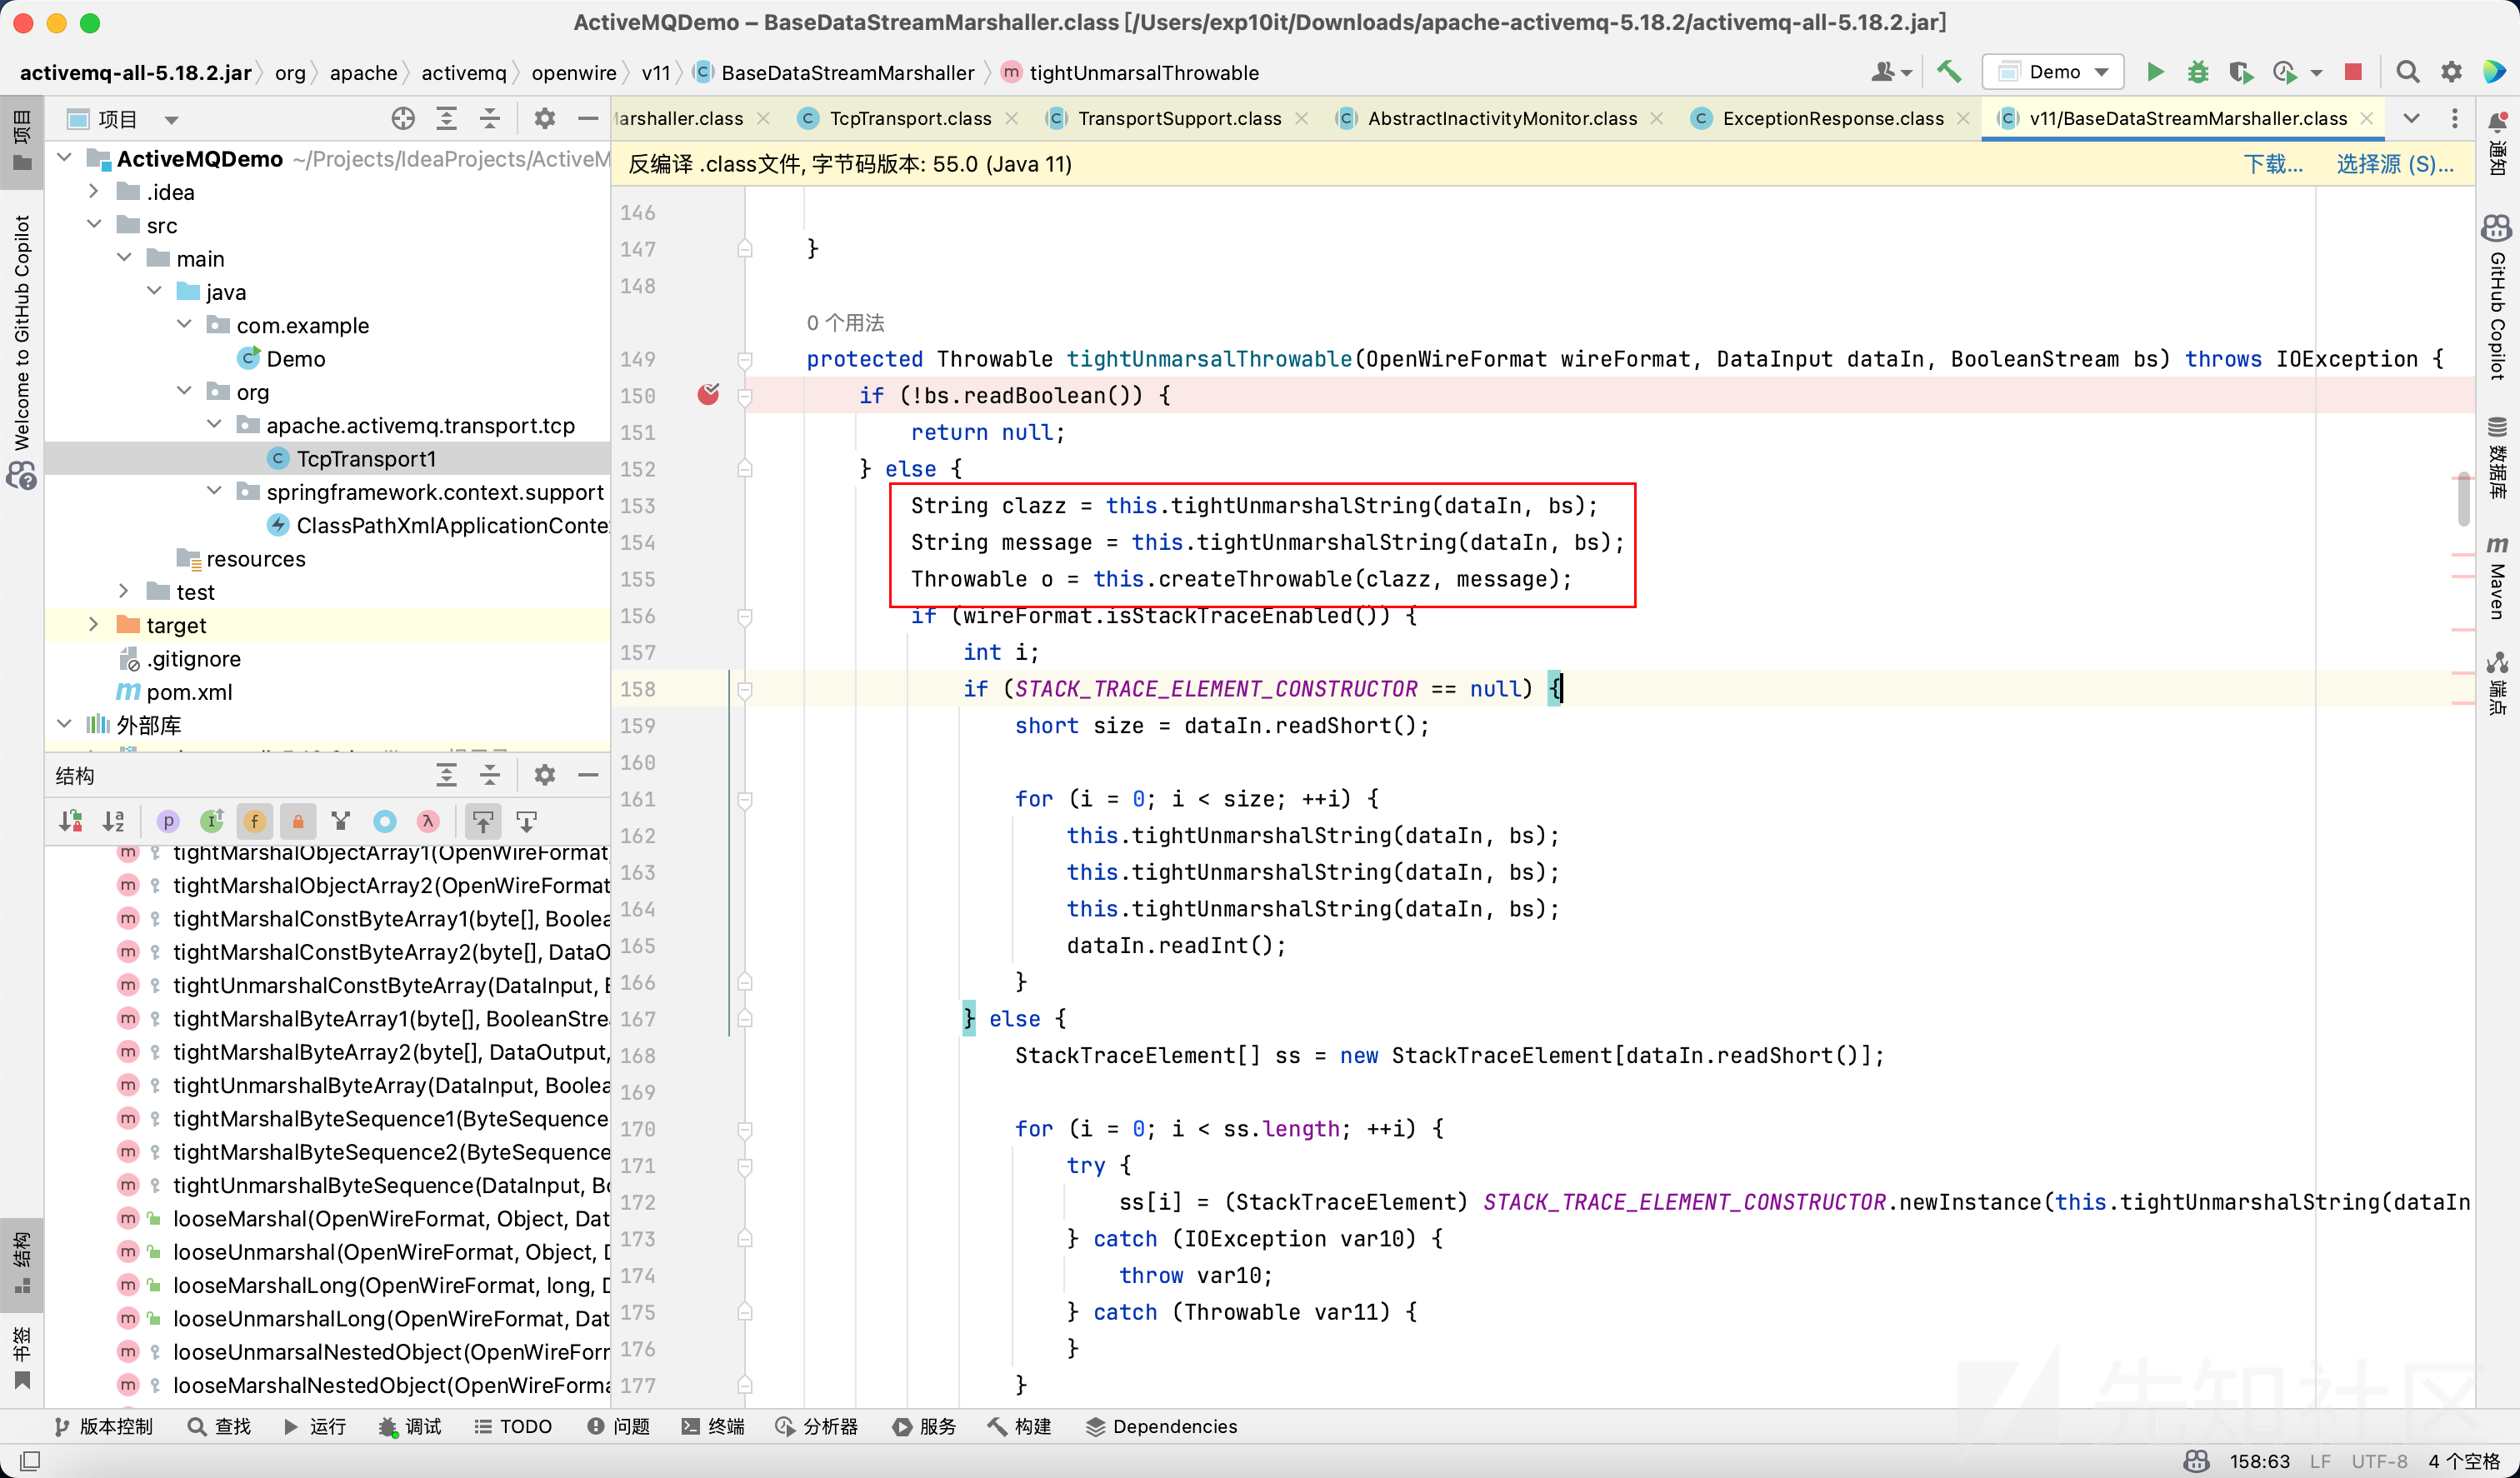 ActiveMQDemo – BaseDataStreamMarshaller.class [/Users/exp10it/Downloads/apache-activemq-5.18.2/activemq-all-5.18.2.jar]
activemq-all-5.18.2.jar org apache activemq openwire v11 BaseDataStreamMarshaller tightUnmarsalThrowable
Demo
项目
arshaller.class TcpTransport.class TransportSupport.class AbstractInactivityMonitor.class ExceptionResponse.class v11/BaseDataStreamMarshaller.class
反编译 .class文件, 字节码版本: 55.0 (Java 11) 下载... 选择源 (S)...
项目
Welcome to GitHub Copilot
结构
书签
ActiveMQDemo ~/Projects/IdeaProjects/ActiveM
.idea
src
main
java
com.example
Demo
org
apache.activemq.transport.tcp
TcpTransport1
springframework.context.support
ClassPathXmlApplicationConte
resources
test
target
.gitignore
pom.xml
外部库
结构
tightMarshalObjectArray1(OpenWireFormat,
tightMarshalObjectArray2(OpenWireFormat
tightMarshalConstByteArray1(byte[], Boolea
tightMarshalConstByteArray2(byte[], DataO
tightUnmarshalConstByteArray(DataInput, B
tightMarshalByteArray1(byte[], BooleanStre
tightMarshalByteArray2(byte[], DataOutput,
tightUnmarshalByteArray(DataInput, Boolea
tightMarshalByteSequence1(ByteSequence
tightMarshalByteSequence2(ByteSequence
tightUnmarshalByteSequence(DataInput, Bo
looseMarshal(OpenWireFormat, Object, Dat
looseUnmarshal(OpenWireFormat, Object, D
looseMarshalLong(OpenWireFormat, long, D
looseUnmarshalLong(OpenWireFormat, Dat
looseUnmarsalNestedObject(OpenWireForr
looseMarshalNestedObject(OpenWireForma
146
147 }
148
0 个用法
149 protected Throwable tightUnmarsalThrowable(OpenWireFormat wireFormat, DataInput dataIn, BooleanStream bs) throws IOException {
150 if (!bs.readBoolean()) {
151 return null;
152 } else {
153 String clazz = this.tightUnmarshalString(dataIn, bs);
154 String message = this.tightUnmarshalString(dataIn, bs);
155 Throwable o = this.createThrowable(clazz, message);
156 if (wireFormat.isStackTraceEnabled()) {
157 int i;
158 if (STACK_TRACE_ELEMENT_CONSTRUCTOR == null) {
159 short size = dataIn.readShort();
160
161 for (i = 0; i < size; ++i) {
162 this.tightUnmarshalString(dataIn, bs);
163 this.tightUnmarshalString(dataIn, bs);
164 this.tightUnmarshalString(dataIn, bs);
165 dataIn.readInt();
166 }
167 } else {
168 StackTraceElement[] ss = new StackTraceElement[dataIn.readShort()];
169
170 for (i = 0; i < ss.length; ++i) {
171 try {
172 ss[i] = (StackTraceElement) STACK_TRACE_ELEMENT_CONSTRUCTOR.newInstance(this.tightUnmarshalString(dataIn
173 } catch (IOException var10) {
174 throw var10;
175 } catch (Throwable var11) {
176 }
177 }
通知
GitHub Copilot
数据库
Maven
端点
先知社区
版本控制 查找 运行 调试 TODO 问题 终端 分析器 服务 构建 Dependencies
158:63 LF UTF-8 4 个空格